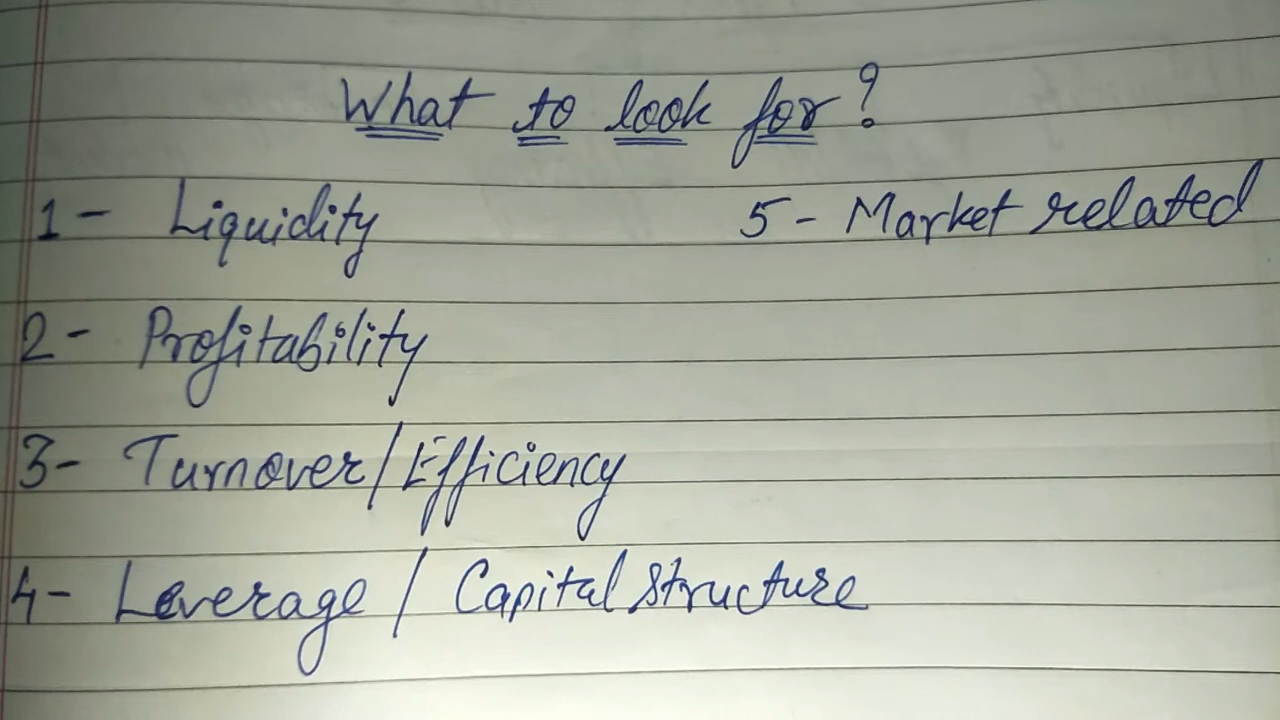 What to look for?
1- Liquidity
2- Profitability
3- Turnover/Efficiency
4- Leverage / Capital Structure
5- Market related